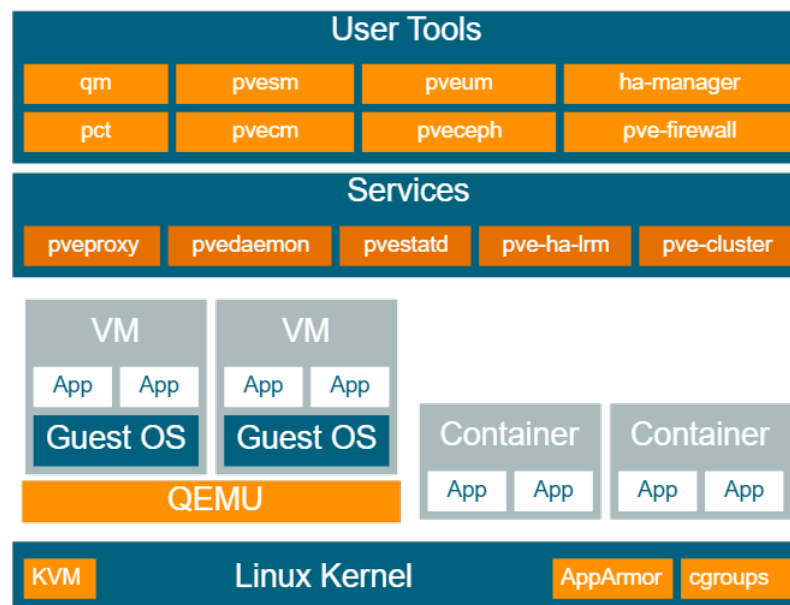 User Tools
qm pvesm pveum ha-manager
pct pvecm pveceph pve-firewall
Services
pveproxy pvedaemon pvestatd pve-ha-lrm pve-cluster
VM VM
App App App App
Guest OS Guest OS
Container Container
App App App App
QEMU
KVM Linux Kernel AppArmor cgroups